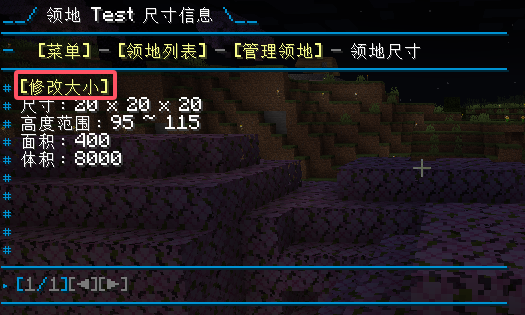 __/ 领地 Test 尺寸信息 \__
— [菜单] — [领地列表] — [管理领地] — 领地尺寸
# [修改大小]
# 尺寸：20 x 20 x 20
# 高度范围：95 ~ 115
# 面积：400
# 体积：8000
#
#
#
#
#
▸ [1/1][◀][▶]